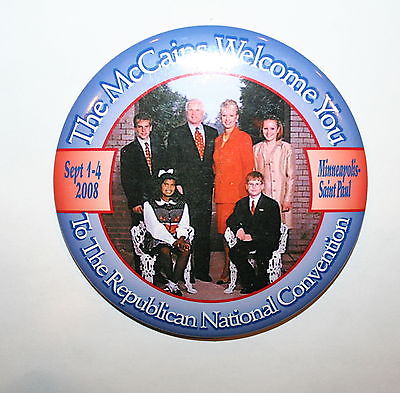 The McCains Welcome You
Sept 1-4
2008
Minneapolis-
Saint Paul
To The Republican National Convention